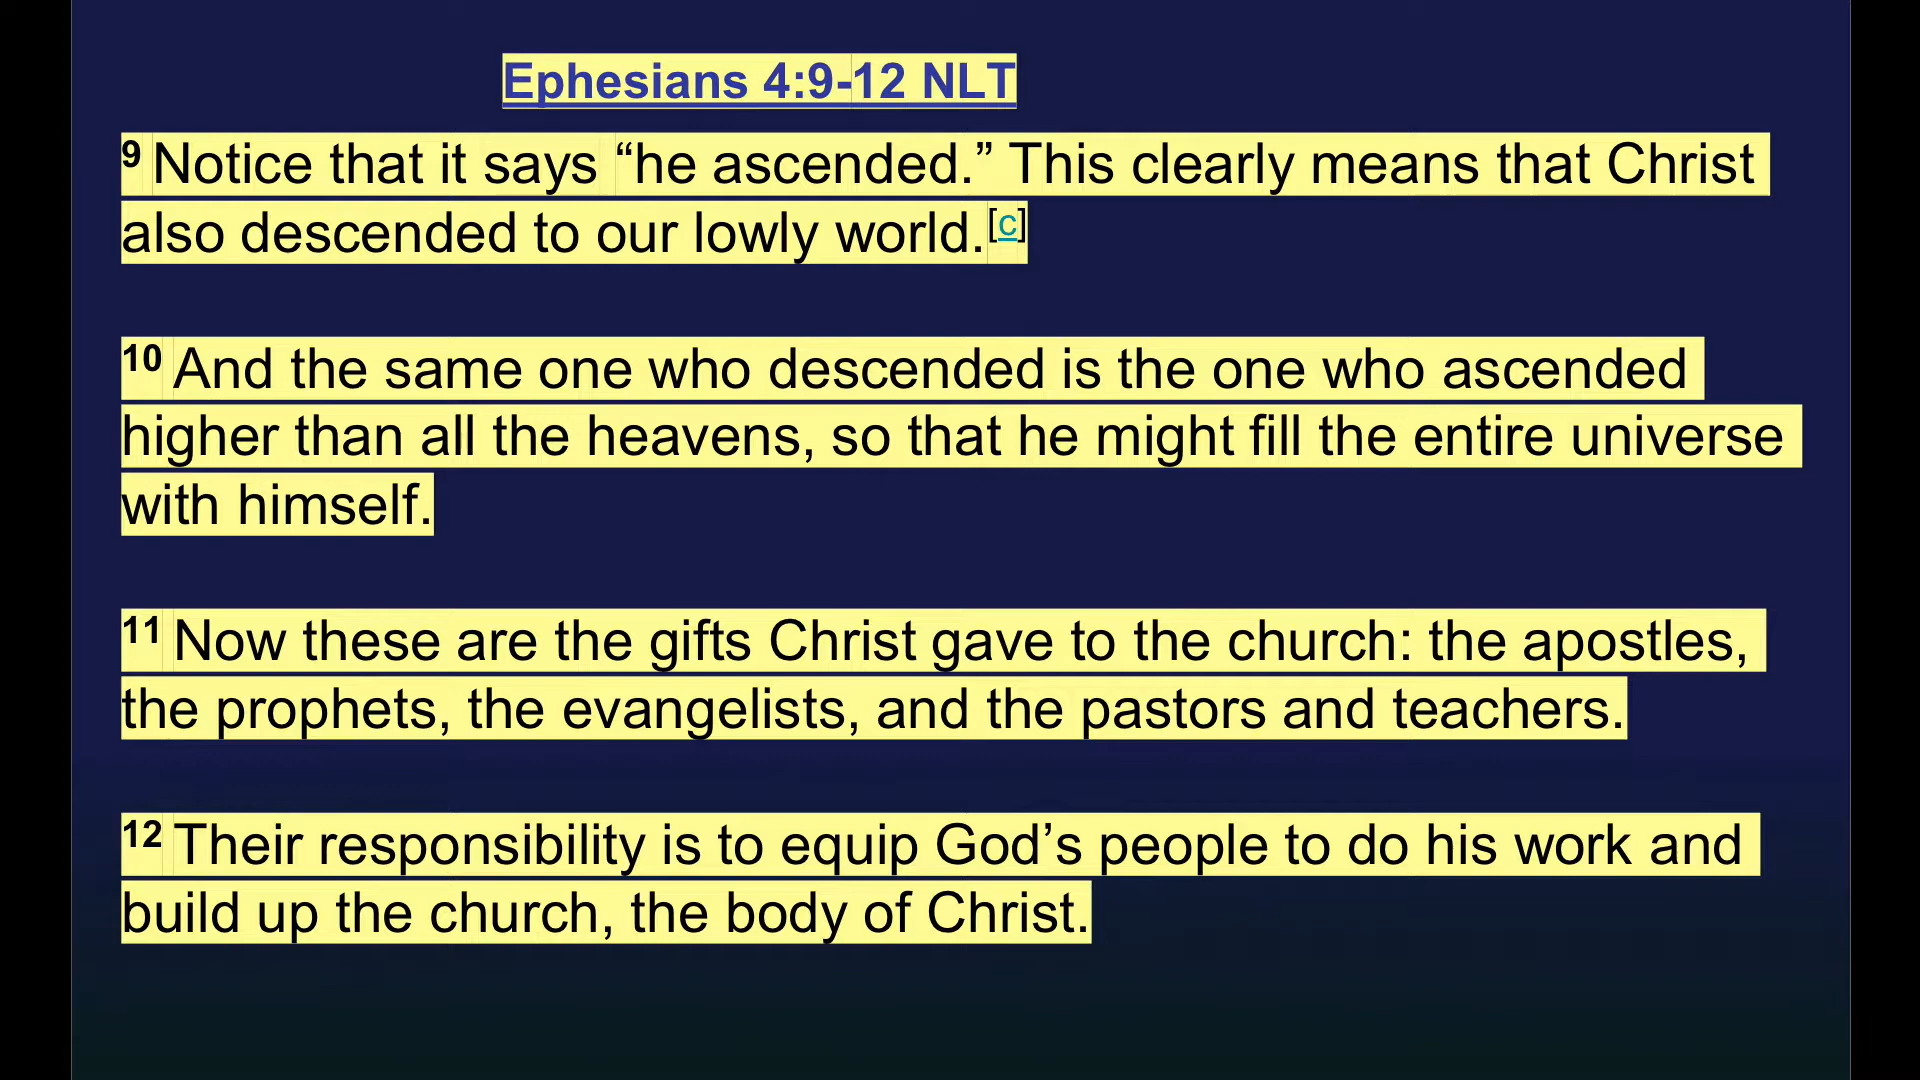 Ephesians 4:9-12 NLT
9 Notice that it says “he ascended.” This clearly means that Christ
also descended to our lowly world.[c]
10 And the same one who descended is the one who ascended
higher than all the heavens, so that he might fill the entire universe
with himself.
11 Now these are the gifts Christ gave to the church: the apostles,
the prophets, the evangelists, and the pastors and teachers.
12 Their responsibility is to equip God’s people to do his work and
build up the church, the body of Christ.